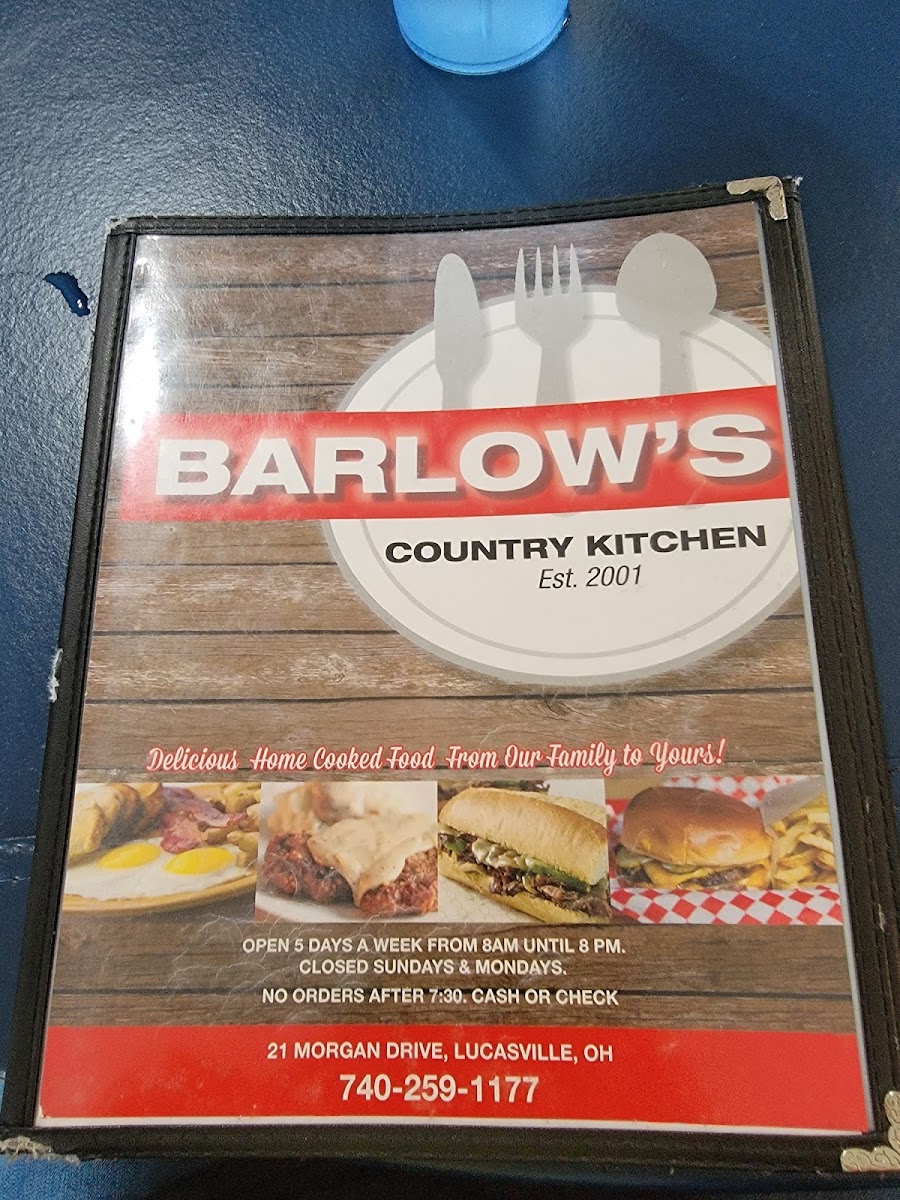 BARLOW'S
COUNTRY KITCHEN
Est. 2001
Delicious Home Cooked Food From Our Family to Yours!
OPEN 5 DAYS A WEEK FROM 8AM UNTIL 8 PM.
CLOSED SUNDAYS & MONDAYS.
NO ORDERS AFTER 7:30. CASH OR CHECK
21 MORGAN DRIVE, LUCASVILLE, OH
740-259-1177